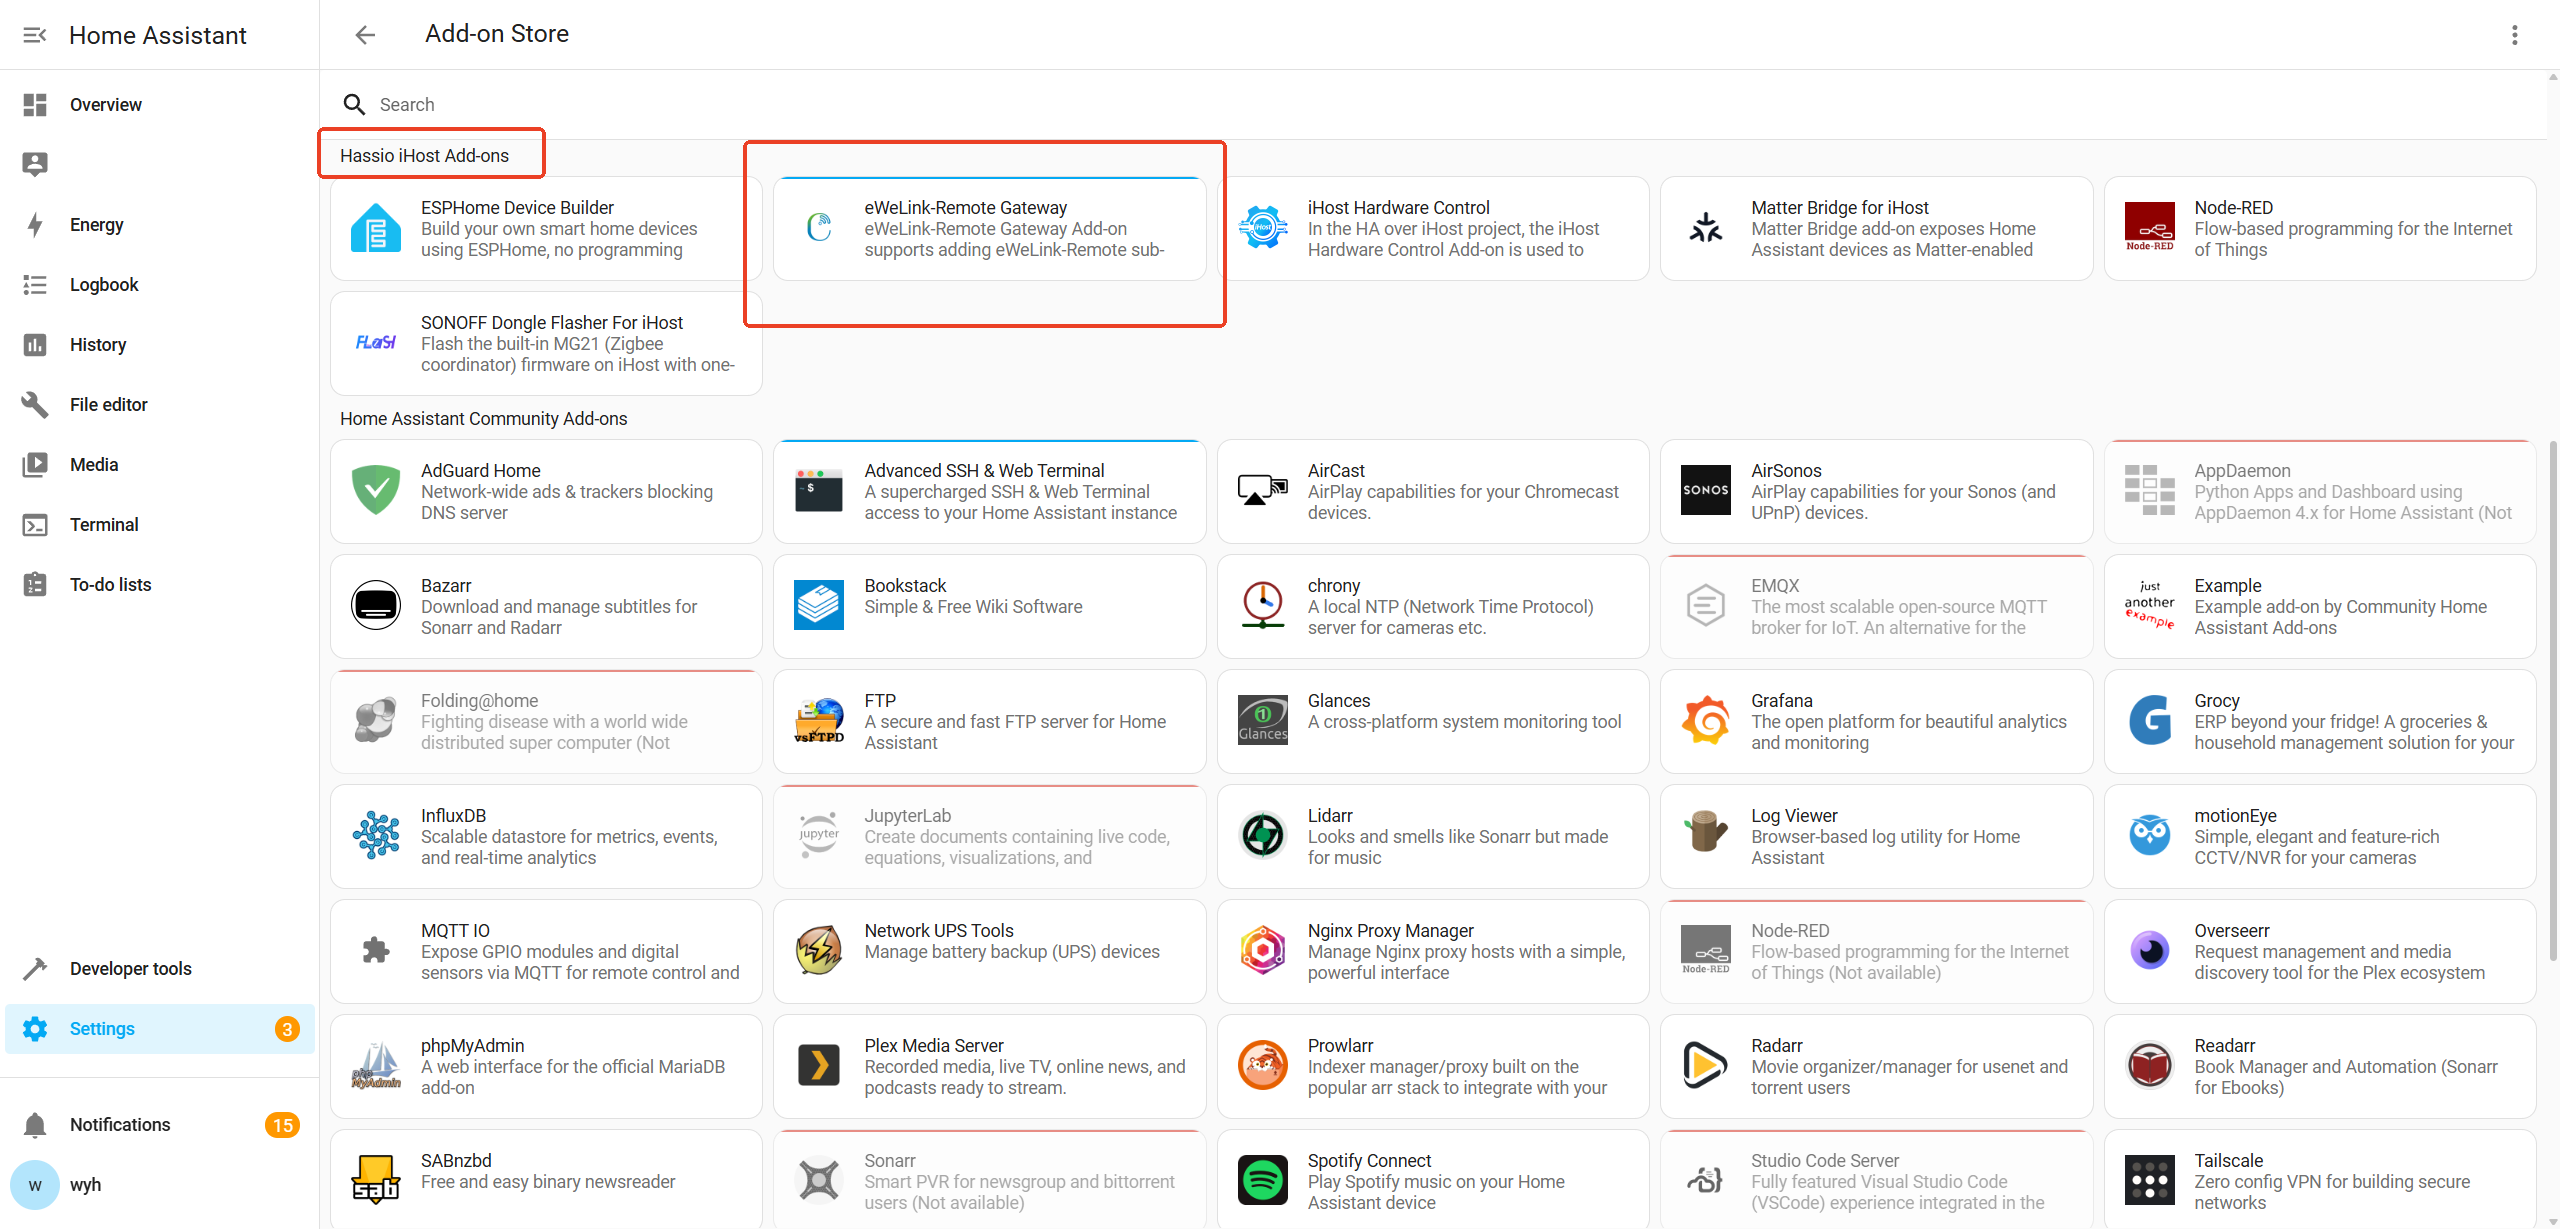 Home Assistant
Add-on Store
Search
Overview
Energy
Logbook
History
File editor
Media
Terminal
To-do lists
Developer tools
Settings
3
Notifications
15
w
wyh
Hassio iHost Add-ons
ESPHome Device Builder
Build your own smart home devices
using ESPHome, no programming
eWeLink-Remote Gateway
eWeLink-Remote Gateway Add-on
supports adding eWeLink-Remote sub-
iHost
iHost Hardware Control
In the HA over iHost project, the iHost
Hardware Control Add-on is used to
Matter Bridge for iHost
Matter Bridge add-on exposes Home
Assistant devices as Matter-enabled
Node-RED
Node-RED
Flow-based programming for the Internet
of Things
FLaSH
SONOFF Dongle Flasher For iHost
Flash the built-in MG21 (Zigbee
coordinator) firmware on iHost with one-
Home Assistant Community Add-ons
AdGuard Home
Network-wide ads & trackers blocking
DNS server
$
Advanced SSH & Web Terminal
A supercharged SSH & Web Terminal
access to your Home Assistant instance
AirCast
AirPlay capabilities for your Chromecast
devices.
SONOS
AirSonos
AirPlay capabilities for your Sonos (and
UPnP) devices.
AppDaemon
Python Apps and Dashboard using
AppDaemon 4.x for Home Assistant (Not
Bazarr
Download and manage subtitles for
Sonarr and Radarr
Bookstack
Simple & Free Wiki Software
chrony
A local NTP (Network Time Protocol)
server for cameras etc.
EMQX
The most scalable open-source MQTT
broker for IoT. An alternative for the
just
another
example
Example
Example add-on by Community Home
Assistant Add-ons
Folding@home
Fighting disease with a world wide
distributed super computer (Not
vsFTPD
FTP
A secure and fast FTP server for Home
Assistant
Glances
Glances
A cross-platform system monitoring tool
Grafana
The open platform for beautiful analytics
and monitoring
Grocy
ERP beyond your fridge! A groceries &
household management solution for your
InfluxDB
Scalable datastore for metrics, events,
and real-time analytics
jupyter
JupyterLab
Create documents containing live code,
equations, visualizations, and
Lidarr
Looks and smells like Sonarr but made
for music
Log Viewer
Browser-based log utility for Home
Assistant
motionEye
Simple, elegant and feature-rich
CCTV/NVR for your cameras
MQTT IO
Expose GPIO modules and digital
sensors via MQTT for remote control and
Network UPS Tools
Manage battery backup (UPS) devices
Nginx Proxy Manager
Manage Nginx proxy hosts with a simple,
powerful interface
Node-RED
Node-RED
Flow-based programming for the Internet
of Things (Not available)
Overseerr
Request management and media
discovery tool for the Plex ecosystem
php
MyAdmin
phpMyAdmin
A web interface for the official MariaDB
add-on
Plex Media Server
Recorded media, live TV, online news, and
podcasts ready to stream.
Prowlarr
Indexer manager/proxy built on the
popular arr stack to integrate with your
Radarr
Movie organizer/manager for usenet and
torrent users
Readarr
Book Manager and Automation (Sonarr
for Ebooks)
sab
SABnzbd
Free and easy binary newsreader
Sonarr
Smart PVR for newsgroup and bittorrent
users (Not available)
Spotify Connect
Play Spotify music on your Home
Assistant device
Studio Code Server
Fully featured Visual Studio Code
(VSCode) experience integrated in the
Tailscale
Zero config VPN for building secure
networks